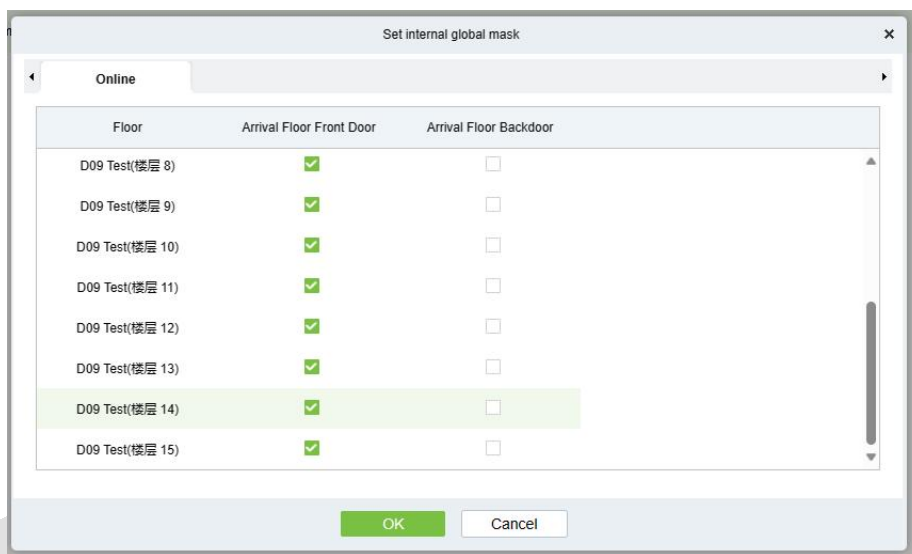 Set internal global mask
Online
Floor Arrival Floor Front Door Arrival Floor Backdoor
D09 Test(楼层 8)
D09 Test(楼层 9)
D09 Test(楼层 10)
D09 Test(楼层 11)
D09 Test(楼层 12)
D09 Test(楼层 13)
D09 Test(楼层 14)
D09 Test(楼层 15)
OK Cancel